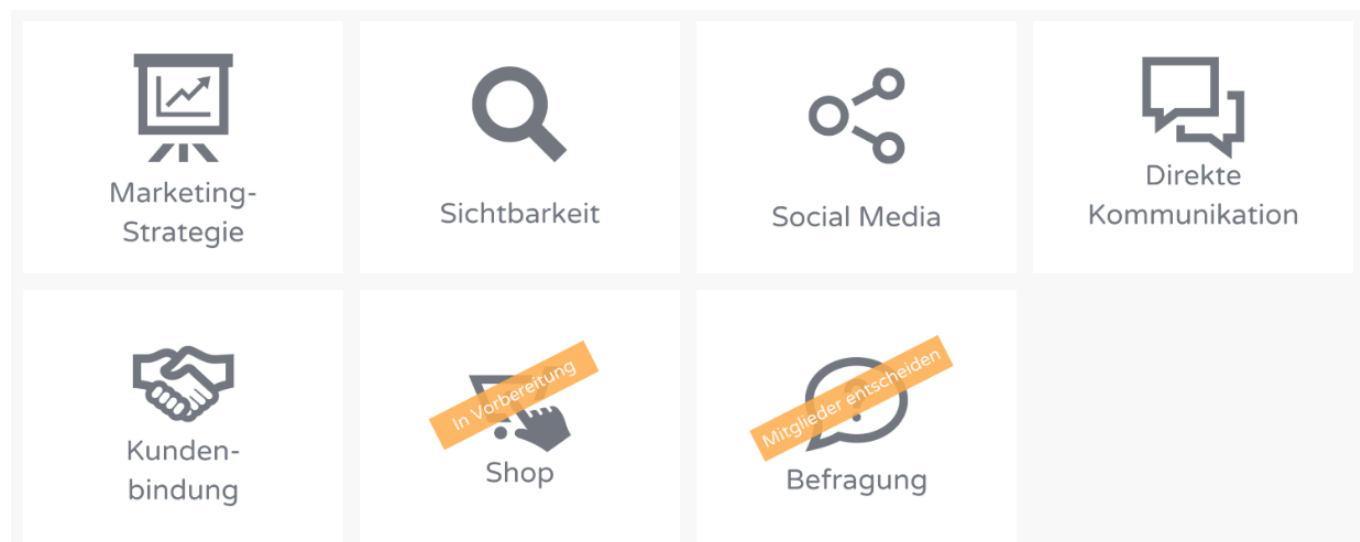 Marketing-
Strategie
Sichtbarkeit
Social Media
Direkte
Kommunikation
Kunden-
bindung
In Vorbereitung
Shop
Mitglieder entscheiden
?
Befragung